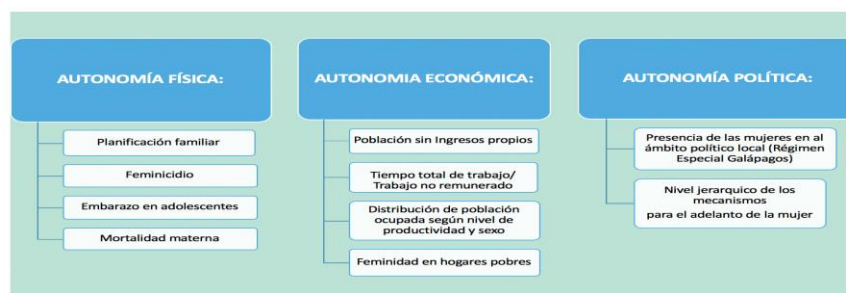 AUTONOMÍA FÍSICA:
Planificación familiar
Feminicidio
Embarazo en adolescentes
Mortalidad materna
AUTONOMIA ECONÓMICA:
Población sin Ingresos propios
Tiempo total de trabajo/
Trabajo no remunerado
Distribución de población
ocupada según nivel de
productividad y sexo
Feminidad en hogares pobres
AUTONOMÍA POLÍTICA:
Presencia de las mujeres en al
ámbito político local (Régimen
Especial Galápagos)
Nivel jerarquico de los
mecanismos
para el adelanto de la mujer